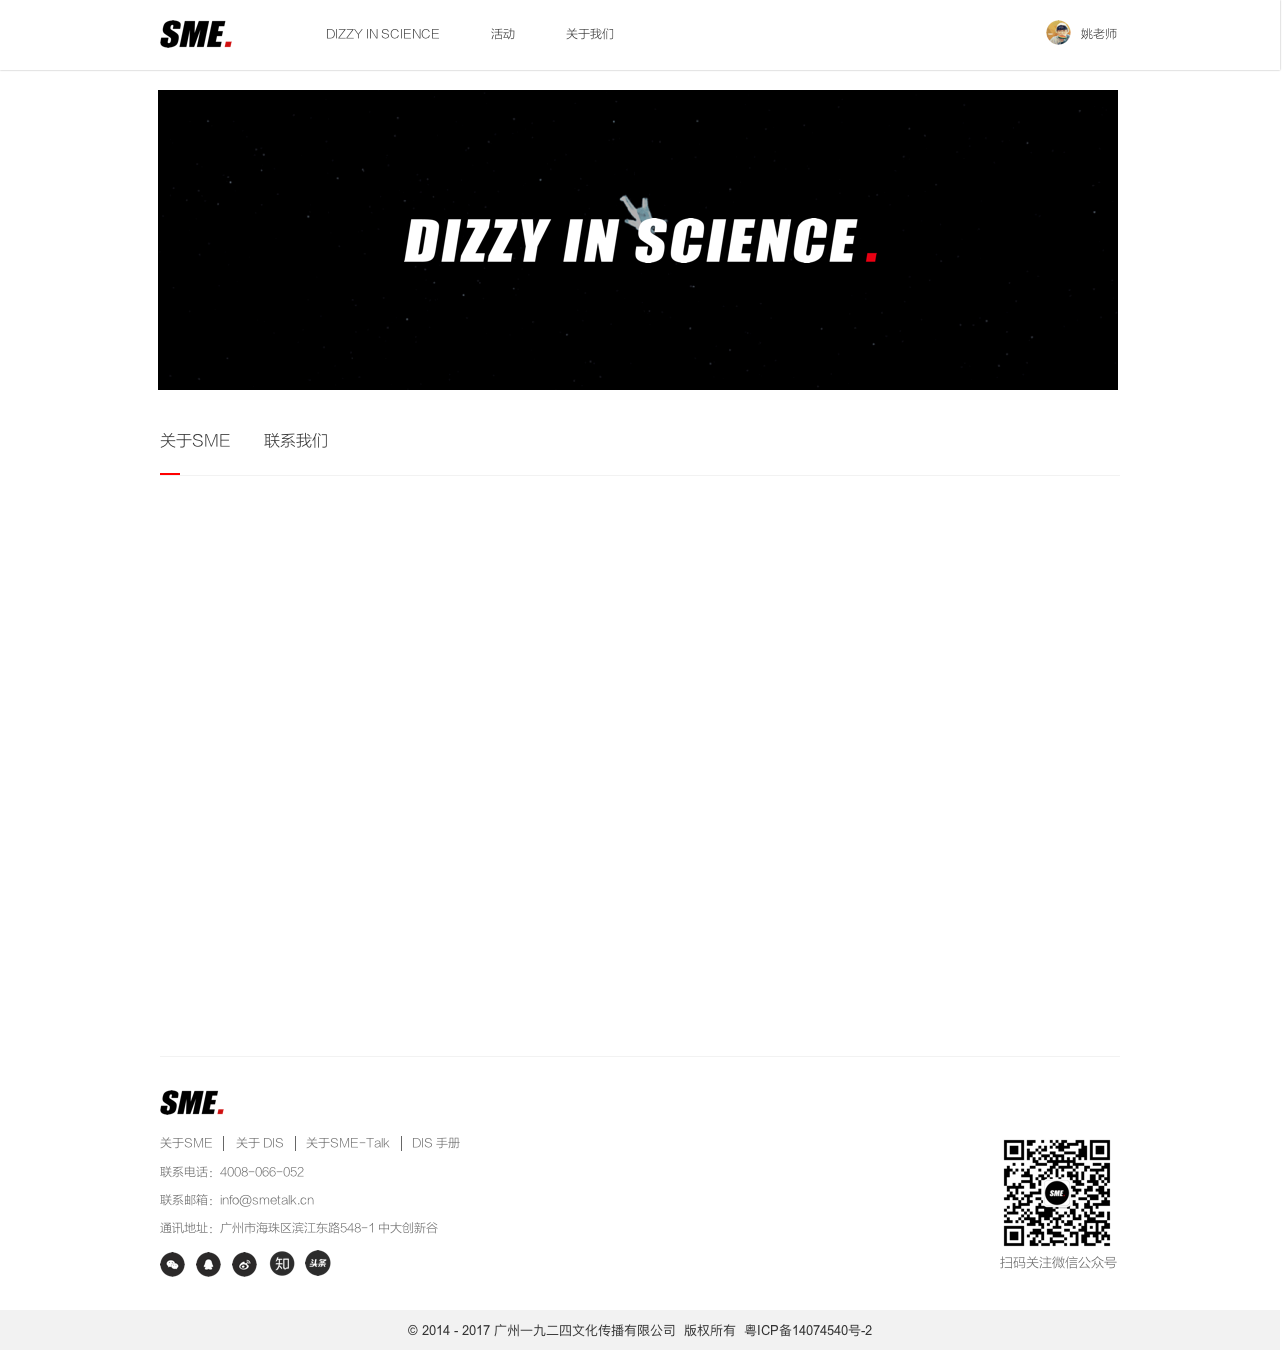 SME.
DIZZY IN SCIENCE
活动
关于我们
姚老师
DIZZY IN SCIENCE.
关于SME
联系我们
SME.
关于SME | 关于 DIS | 关于SME-Talk | DIS 手册
联系电话：4008-066-052
联系邮箱：info@smetalk.cn
通讯地址：广州市海珠区滨江东路548-1 中大创新谷
知
头条
SME
扫码关注微信公众号
© 2014 - 2017 广州一九二四文化传播有限公司 版权所有 粤ICP备14074540号-2